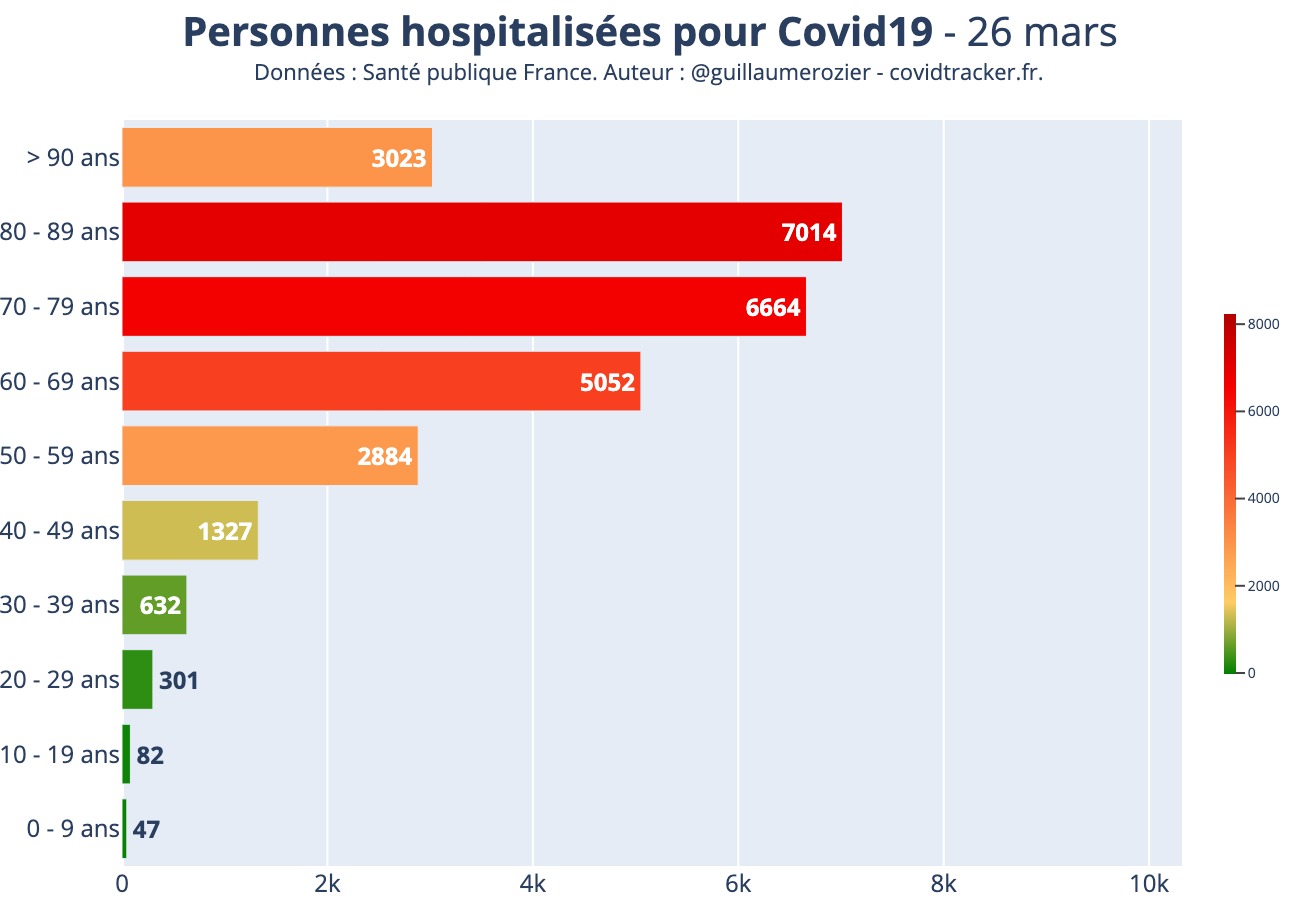 Personnes hospitalisées pour Covid19 - 26 mars
Données : Santé publique France. Auteur : @guillaumerozier - covidtracker.fr.
> 90 ans 3023
80 - 89 ans 7014
70 - 79 ans 6664
60 - 69 ans 5052
50 - 59 ans 2884
40 - 49 ans 1327
30 - 39 ans 632
20 - 29 ans 301
10 - 19 ans 82
0 - 9 ans 47
0 2k 4k 6k 8k 10k
8000
6000
4000
2000
0